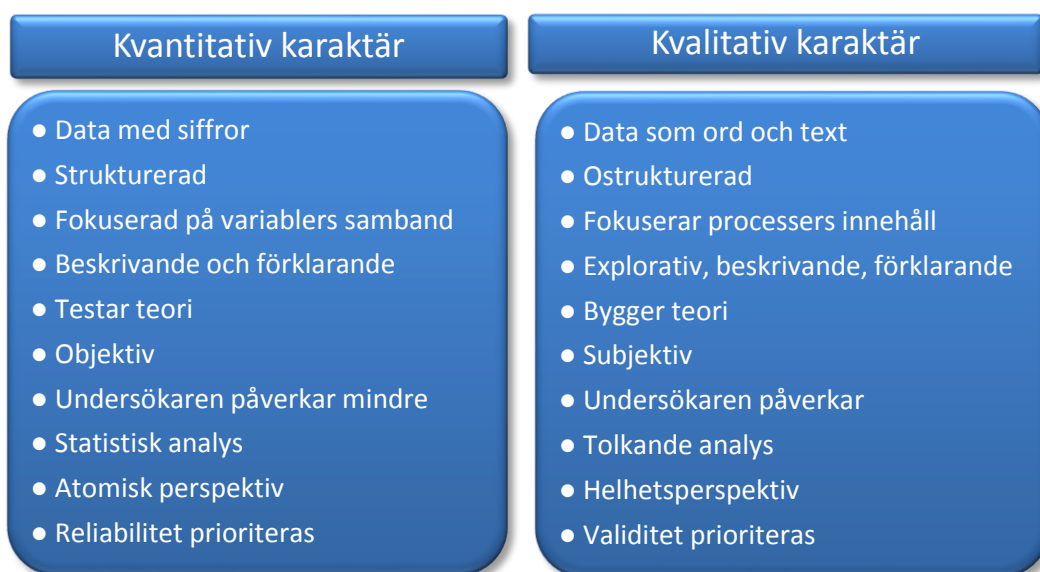 Kvantitativ karaktär
● Data med siffror
● Strukturerad
● Fokuserad på variablers samband
● Beskrivande och förklarande
● Testar teori
● Objektiv
● Undersökaren påverkar mindre
● Statistisk analys
● Atomisk perspektiv
● Reliabilitet prioriteras
Kvalitativ karaktär
● Data som ord och text
● Ostrukturerad
● Fokuserar processers innehåll
● Explorativ, beskrivande, förklarande
● Bygger teori
● Subjektiv
● Undersökaren påverkar
● Tolkande analys
● Helhetsperspektiv
● Validitet prioriteras